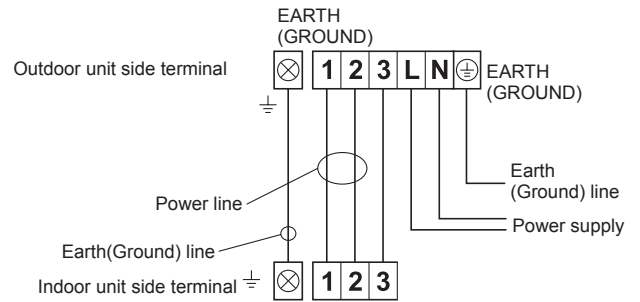 EARTH
(GROUND)
Outdoor unit side terminal
1 2 3 L N
EARTH
(GROUND)
Earth
(Ground) line
Power line
Power supply
Earth(Ground) line
Indoor unit side terminal
1 2 3